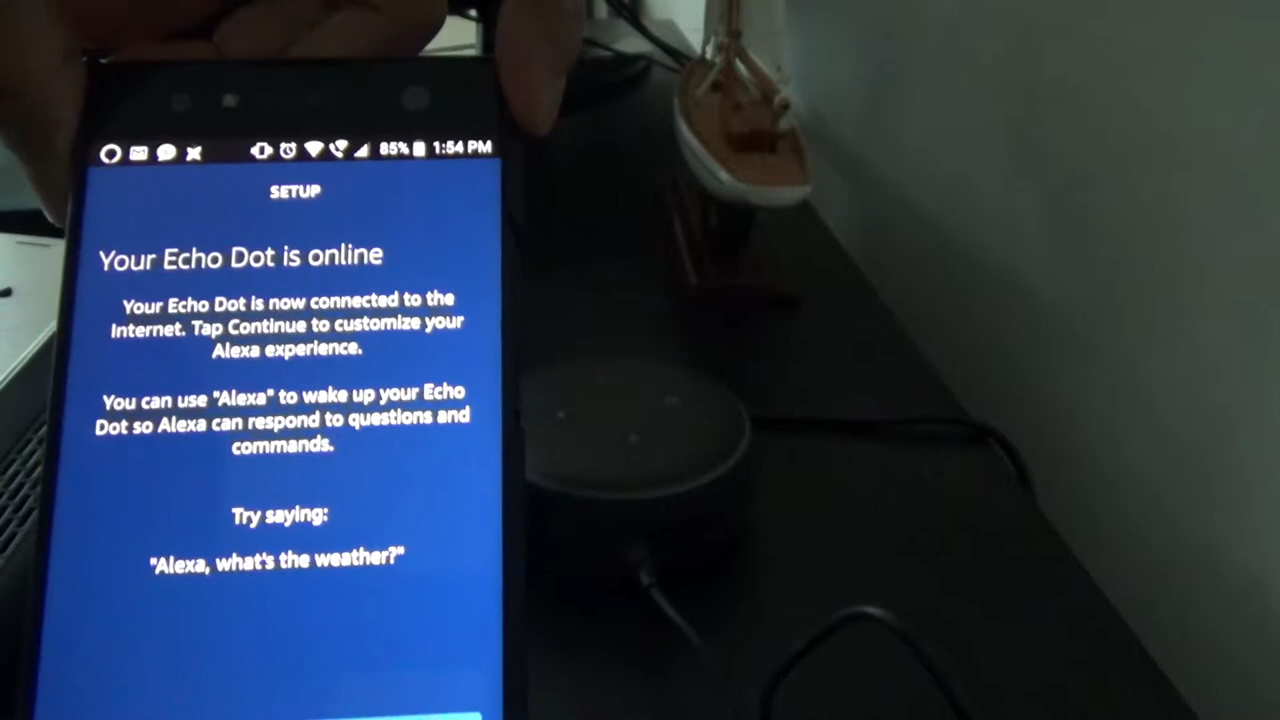 85% 1:54 PM
SETUP
Your Echo Dot is online
Your Echo Dot is now connected to the
Internet. Tap Continue to customize your
Alexa experience.
You can use "Alexa" to wake up your Echo
Dot so Alexa can respond to questions and
commands.
Try saying:
"Alexa, what's the weather?"